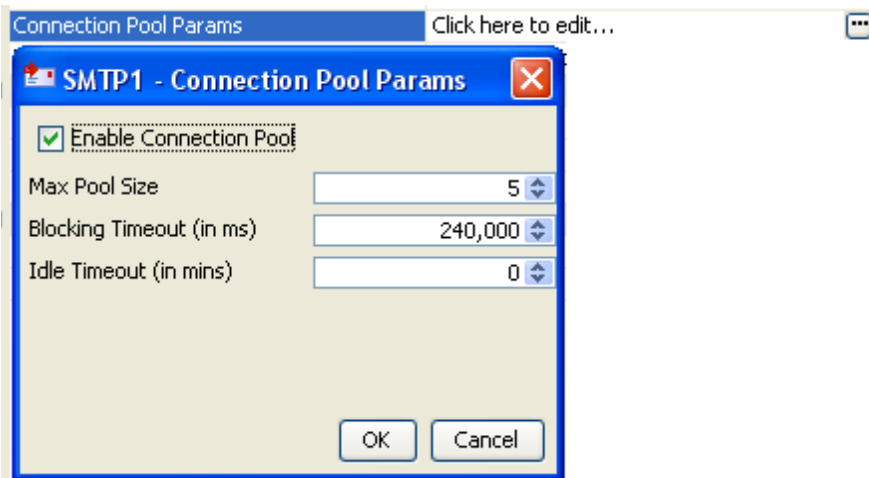 Connection Pool Params Click here to edit...
SMTP1 - Connection Pool Params
Enable Connection Pool
Max Pool Size 5
Blocking Timeout (in ms) 240,000
Idle Timeout (in mins) 0
OK Cancel